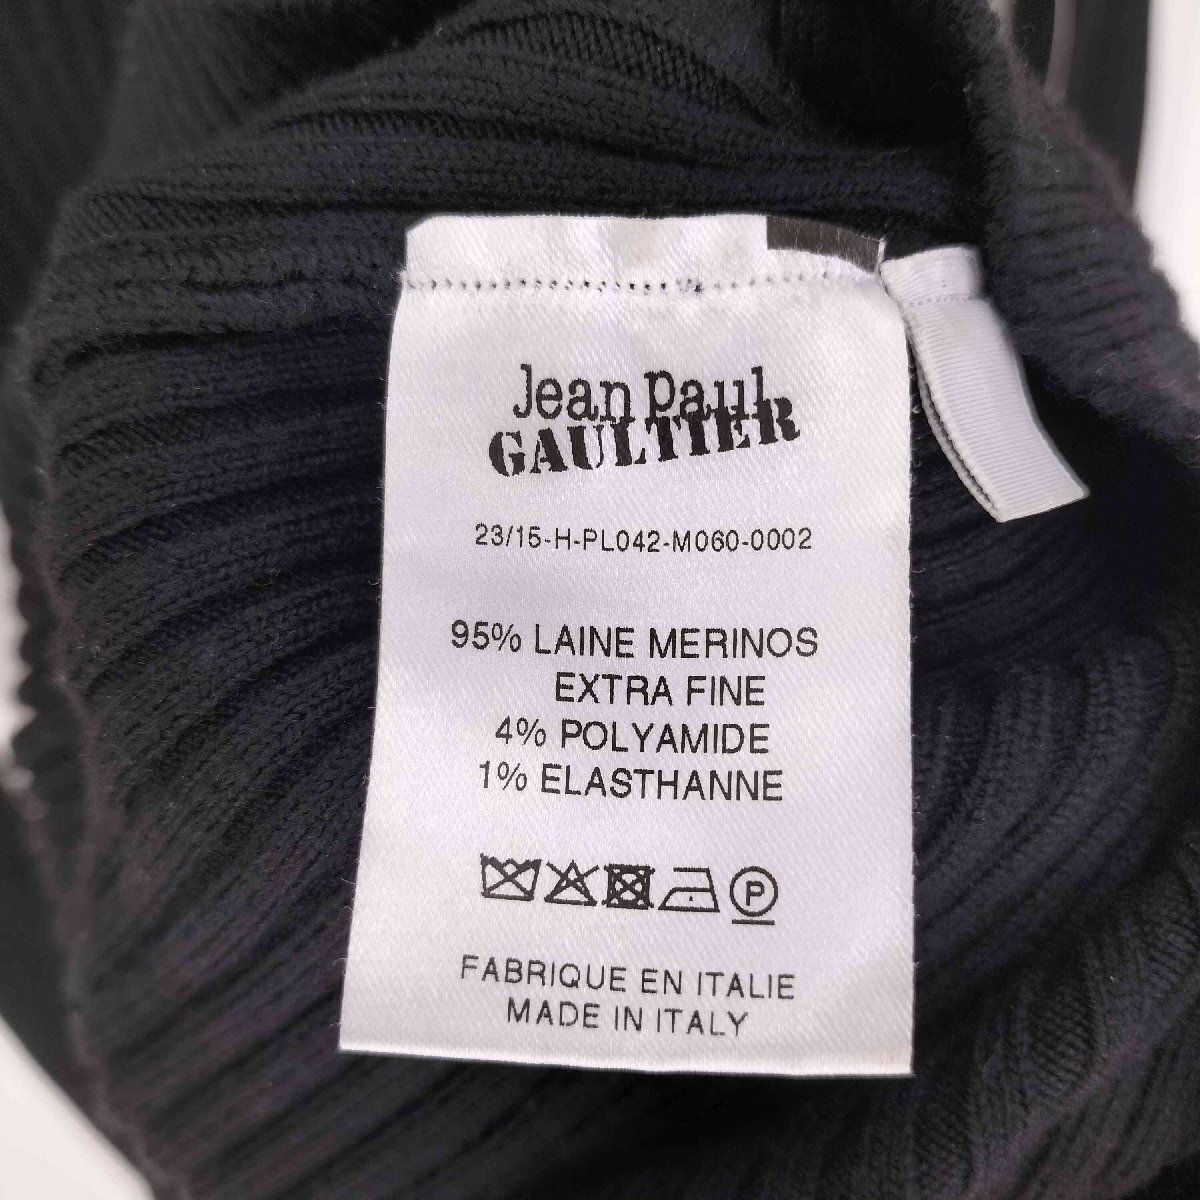 Jean Paul
GAULTIER
23/15-H-PL042-M060-0002
95% LAINE MERINOS
EXTRA FINE
4% POLYAMIDE
1% ELASTHANNE
P
FABRIQUE EN ITALIE
MADE IN ITALY